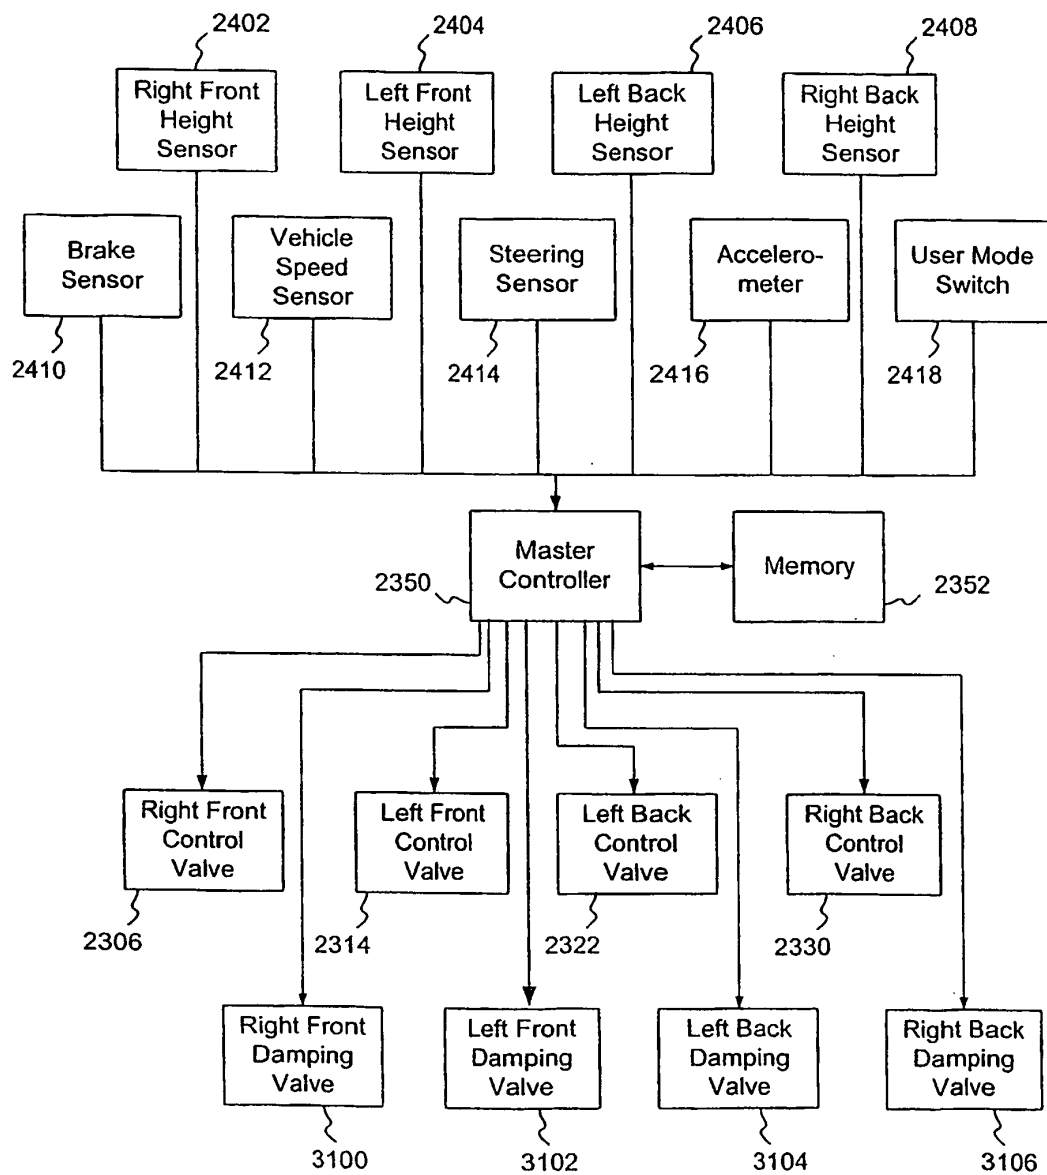 2402
2404
2406
2408
Right Front
Height
Sensor
Left Front
Height
Sensor
Left Back
Height
Sensor
Right Back
Height
Sensor
Brake
Sensor
Vehicle
Speed
Sensor
Steering
Sensor
Accelero-
meter
User Mode
Switch
2410
2412
2414
2416
2418
Master
Controller
Memory
2350
2352
Right Front
Control
Valve
Left Front
Control
Valve
Left Back
Control
Valve
Right Back
Control
Valve
2306
2314
2322
2330
Right Front
Damping
Valve
Left Front
Damping
Valve
Left Back
Damping
Valve
Right Back
Damping
Valve
3100
3102
3104
3106